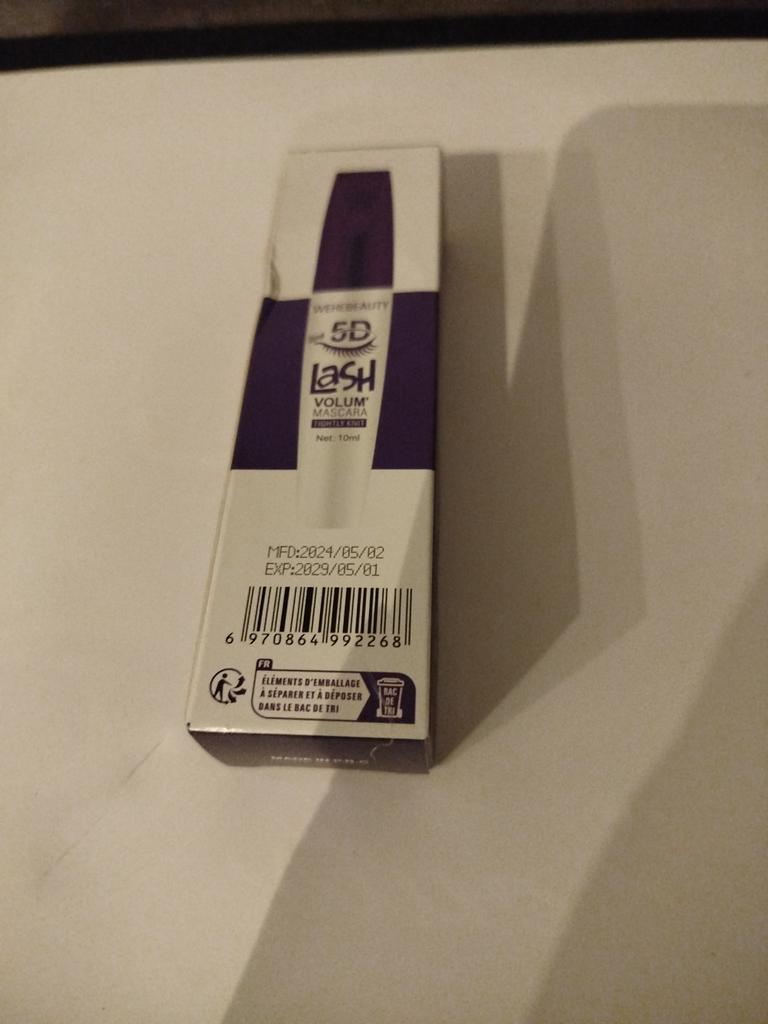 WEREBEAUTY
5D
LaSH
VOLUM'
MASCARA
TIGHTLY KNIT
Net: 10ml
MFD:2024/05/02
EXP:2029/05/01
6 970864 992268
FR
ÉLÉMENTS D'EMBALLAGE
À SÉPARER ET À DÉPOSER
DANS LE BAC DE TRI
BAC
DE
TRI